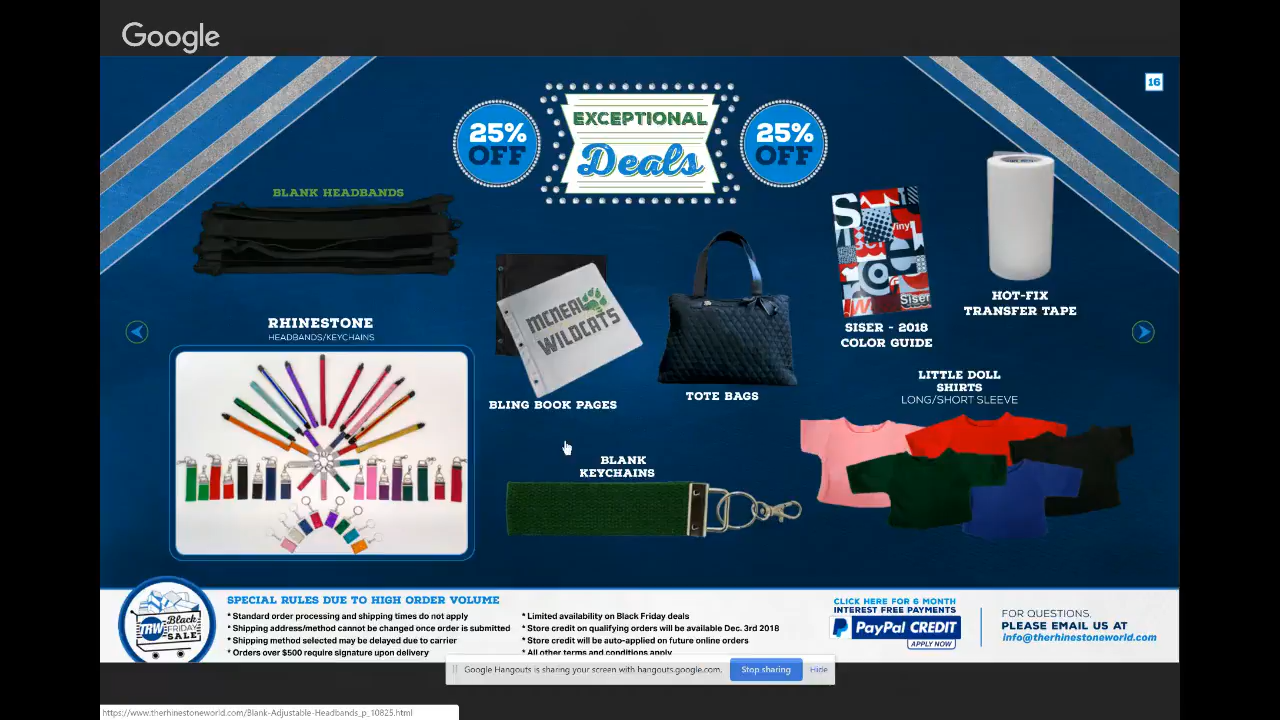 Google
16
EXCEPTIONAL
Deals
25%
OFF
25%
OFF
BLANK HEADBANDS
RHINESTONE
HEADBANDS/KEYCHAINS
MCNEAL
WILDCATS
BLING BOOK PAGES
TOTE BAGS
Vinyl
Siser
SISER - 2018
COLOR GUIDE
HOT-FIX
TRANSFER TAPE
LITTLE DOLL
SHIRTS
LONG/SHORT SLEEVE
BLANK
KEYCHAINS
TRW Black
FRIDAY
SALE
SPECIAL RULES DUE TO HIGH ORDER VOLUME
* Standard order processing and shipping times do not apply
* Shipping address/method cannot be changed once order is submitted
* Shipping method selected may be delayed due to carrier
* Orders over $500 require signature upon delivery
* Limited availability on Black Friday deals
* Store credit on qualifying orders will be available Dec. 3rd 2018
* Store credit will be auto-applied on future online orders
* All other terms and conditions apply
CLICK HERE FOR 6 MONTH
INTEREST FREE PAYMENTS
PayPal CREDIT
APPLY NOW
FOR QUESTIONS,
PLEASE EMAIL US AT
info@therhinestoneworld.com
Google Hangouts is sharing your screen with hangouts.google.com.
Stop sharing
Hide
https://www.therhinestoneworld.com/Blank-Adjustable-Headbands_p_10825.html